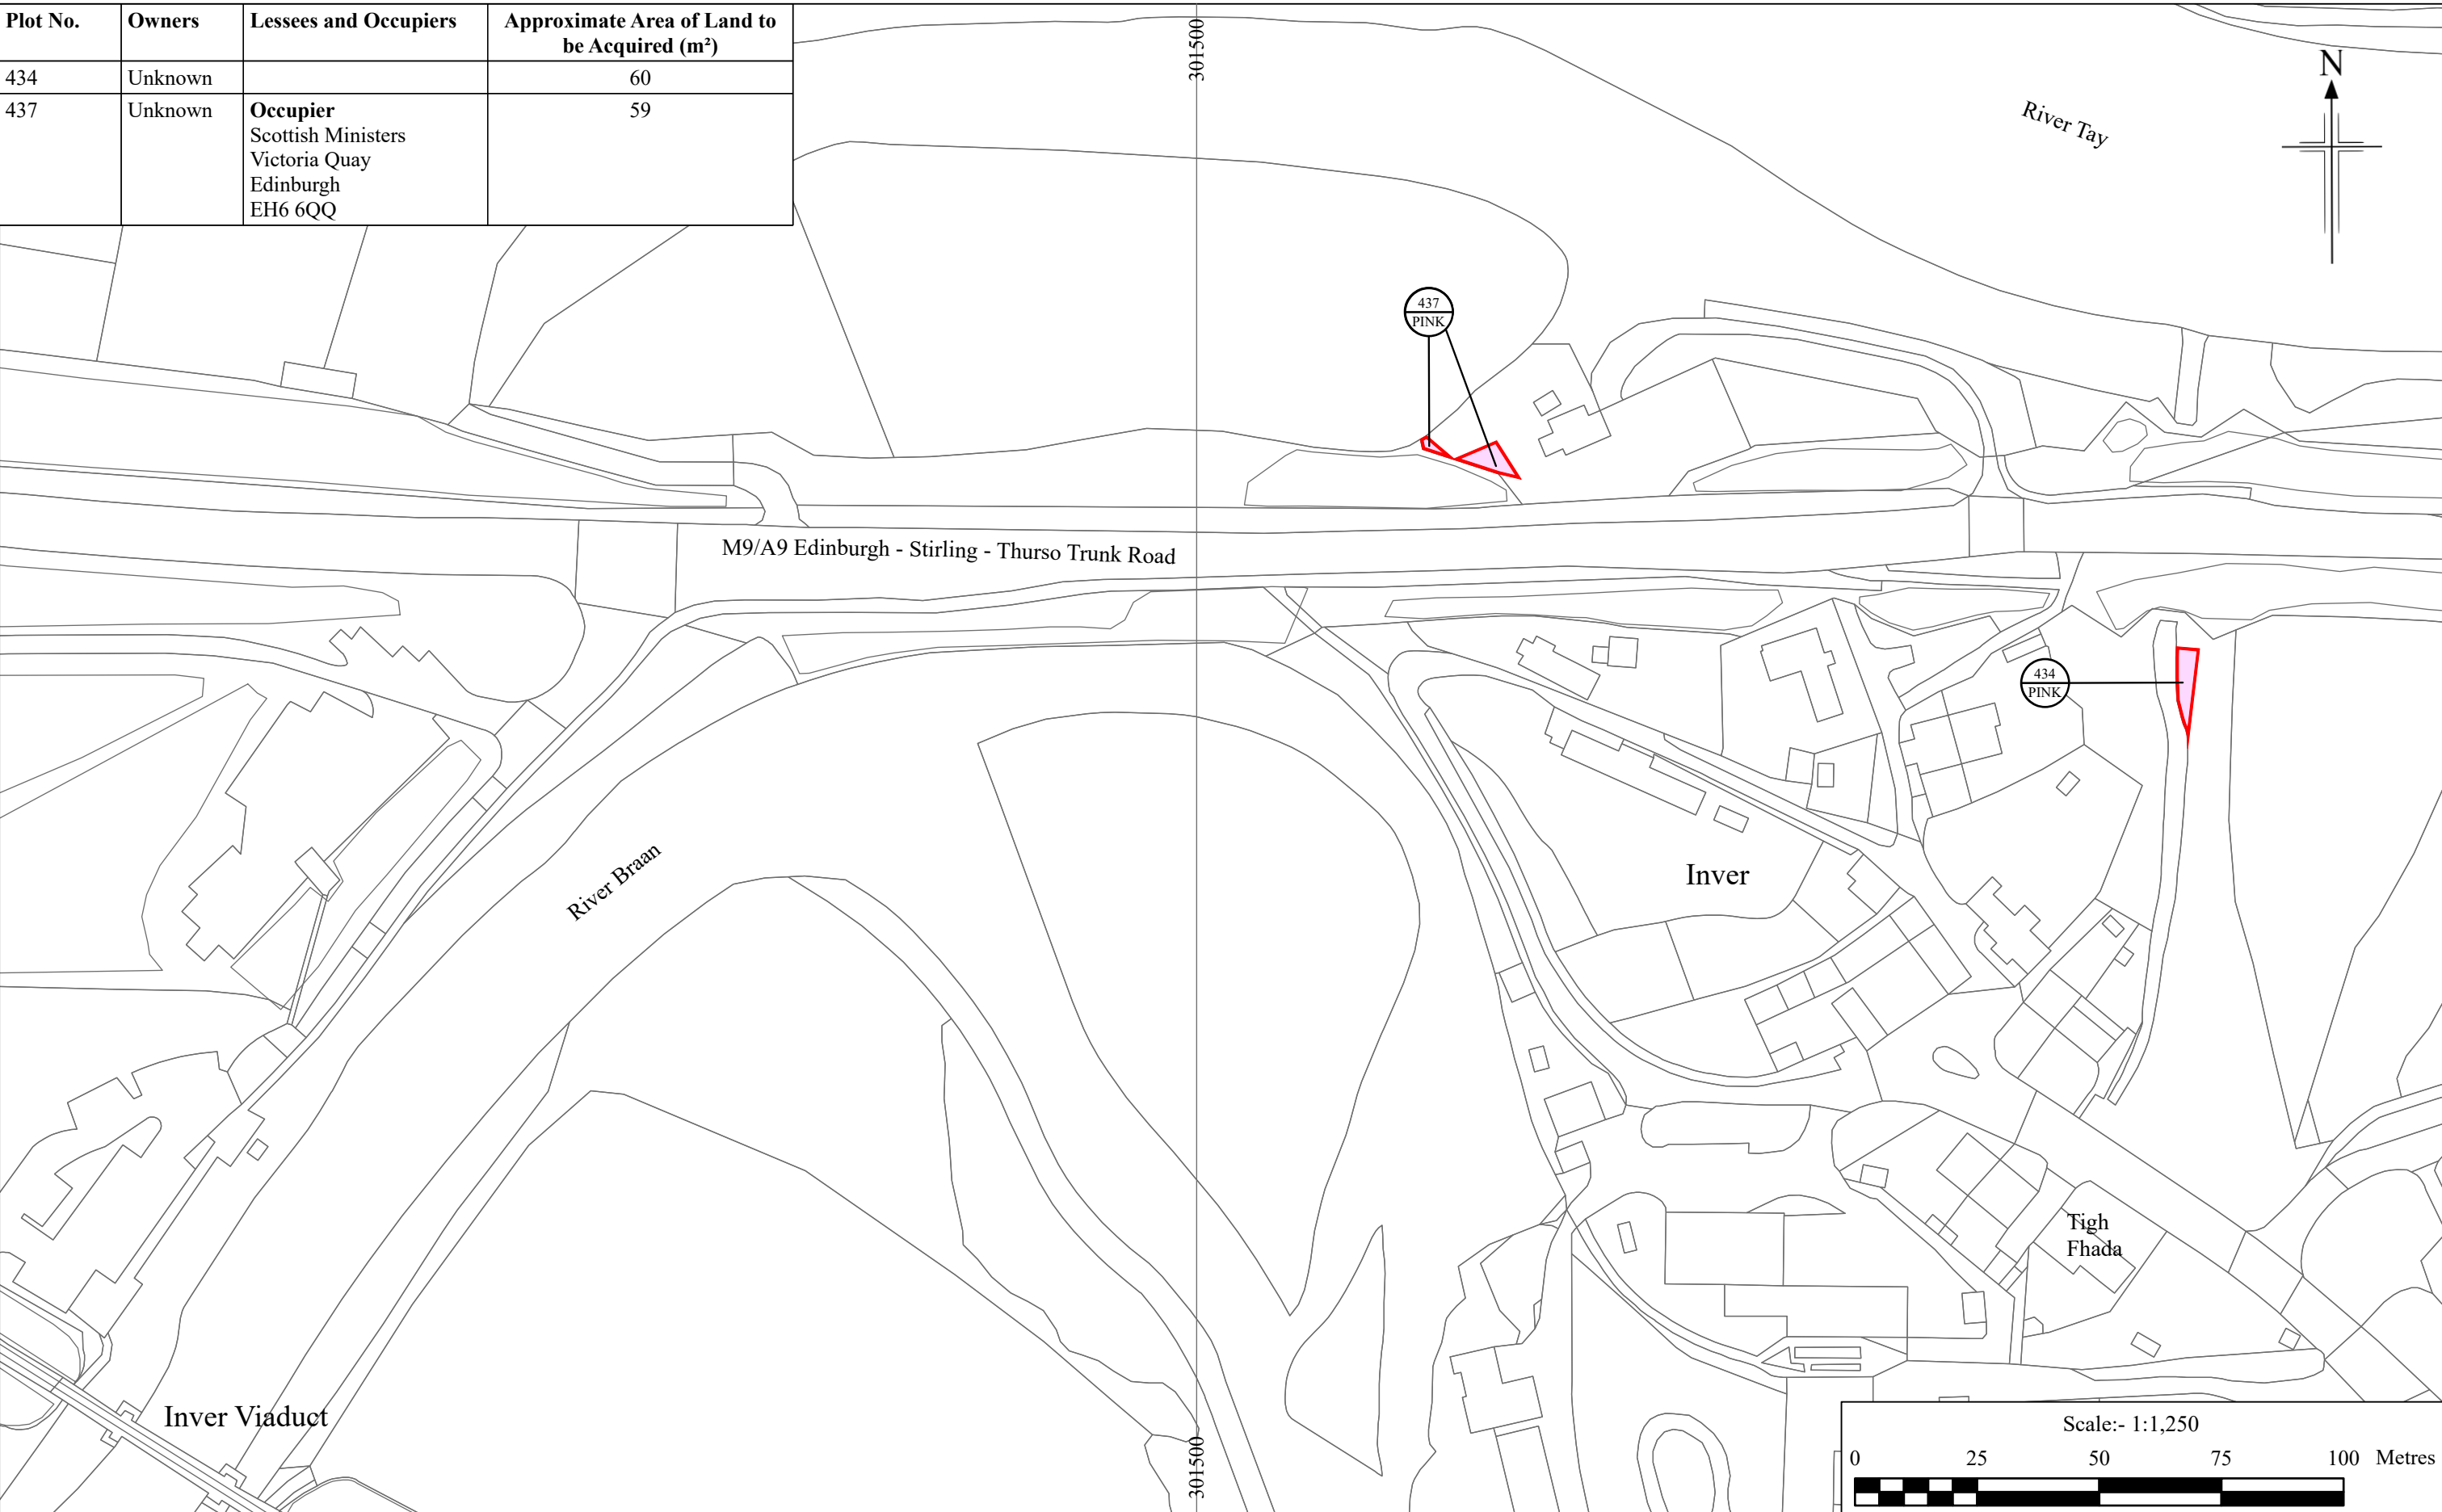 Plot No. Owners Lessees and Occupiers Approximate Area of Land to
be Acquired (m²)
434 Unknown 60
437 Unknown Occupier 59
Scottish Ministers
Victoria Quay
Edinburgh
EH6 6QQ
301500
River Tay
N
437
PINK
M9/A9 Edinburgh - Stirling - Thurso Trunk Road
434
PINK
River Braan
Inver
Tigh
Fhada
Inver Viaduct
301500
Scale:- 1:1,250
0 25 50 75 100 Metres